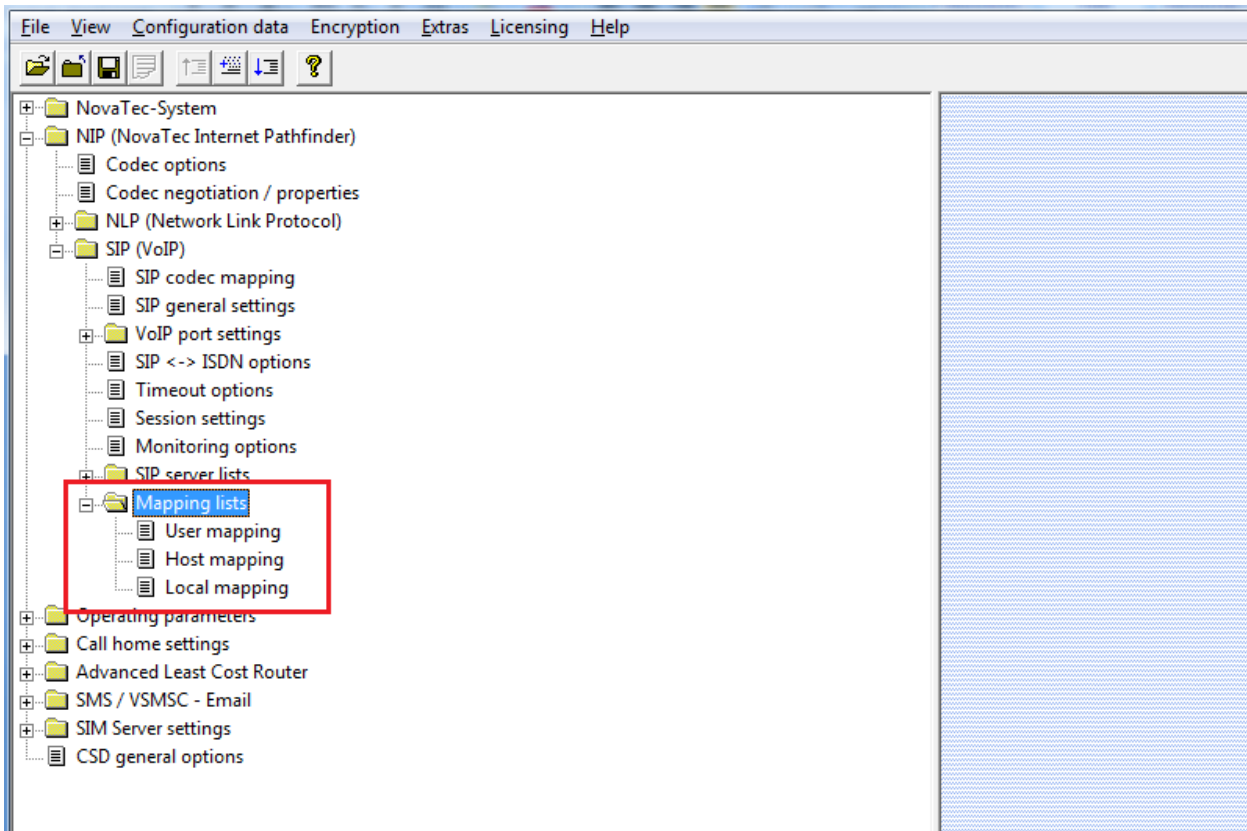 File View Configuration data Encryption Extras Licensing Help
NovaTec-System
NIP (NovaTec Internet Pathfinder)
Codec options
Codec negotiation / properties
NLP (Network Link Protocol)
SIP (VoIP)
SIP codec mapping
SIP general settings
VoIP port settings
SIP <-> ISDN options
Timeout options
Session settings
Monitoring options
SIP server lists
Mapping lists
User mapping
Host mapping
Local mapping
Operating parameters
Call home settings
Advanced Least Cost Router
SMS / VSMSC - Email
SIM Server settings
CSD general options